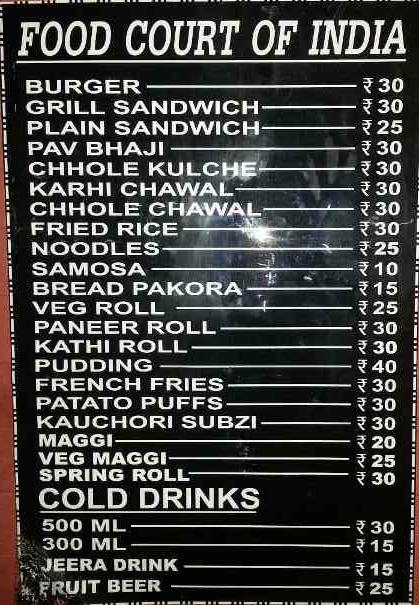 FOOD COURT OF INDIA
BURGER ₹ 30
GRILL SANDWICH ₹ 30
PLAIN SANDWICH ₹ 25
PAV BHAJI ₹ 30
CHHOLE KULCHE ₹ 30
KARHI CHAWAL ₹ 30
CHHOLE CHAWAL ₹ 30
FRIED RICE ₹ 30
NOODLES ₹ 25
SAMOSA ₹ 10
BREAD PAKORA ₹ 15
VEG ROLL ₹ 25
PANEER ROLL ₹ 30
KATHI ROLL ₹ 30
PUDDING ₹ 40
FRENCH FRIES ₹ 30
PATATO PUFFS ₹ 30
KAUCHORI SUBZI ₹ 30
MAGGI ₹ 20
VEG MAGGI ₹ 25
SPRING ROLL ₹ 30
COLD DRINKS
500 ML ₹ 30
300 ML ₹ 15
JEERA DRINK ₹ 15
FRUIT BEER ₹ 25